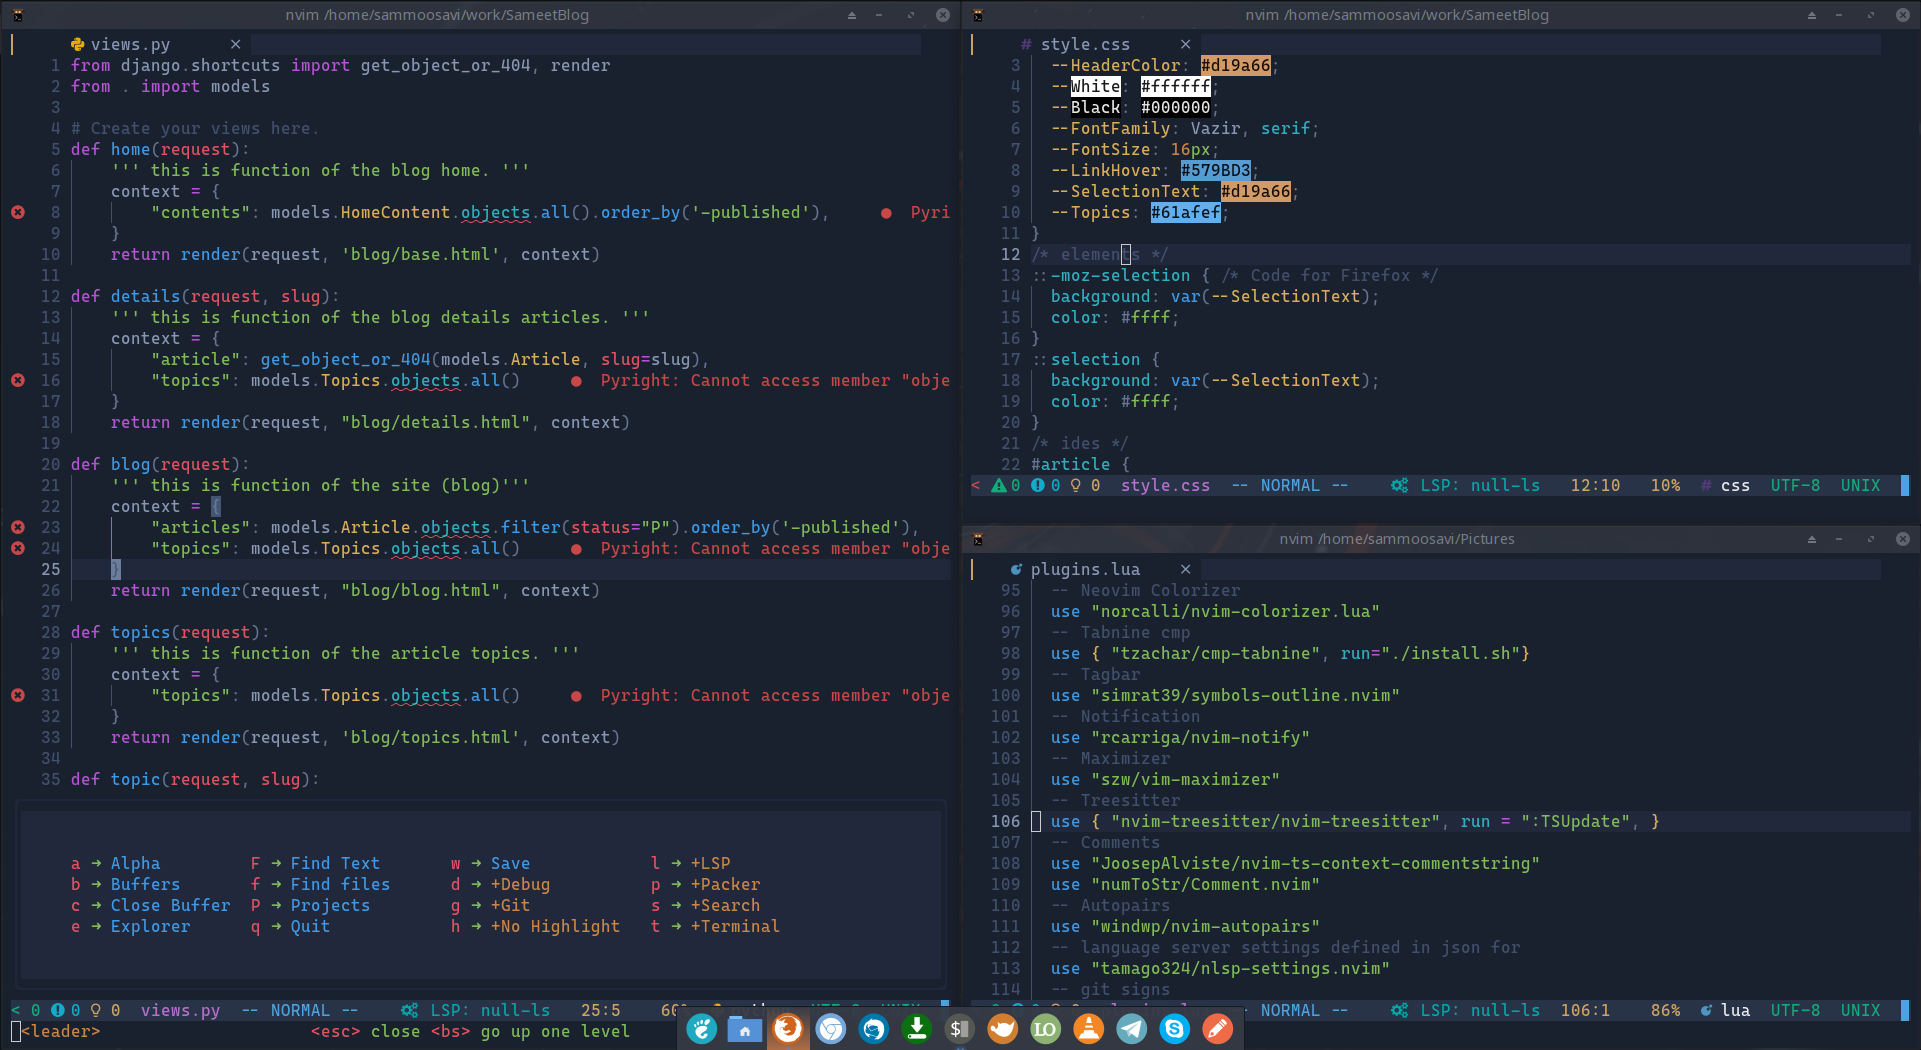 nvim /home/sammoosavi/work/SameetBlog
views.py
1 from django.shortcuts import get_object_or_404, render
2 from . import models
3
4 # Create your views here.
5 def home(request):
6 ''' this is function of the blog home. '''
7 context = {
8 "contents": models.HomeContent.objects.all().order_by('-published'), ● Pyri
9 }
10 return render(request, 'blog/base.html', context)
11
12 def details(request, slug):
13 ''' this is function of the blog details articles. '''
14 context = {
15 "article": get_object_or_404(models.Article, slug=slug),
16 "topics": models.Topics.objects.all() ● Pyright: Cannot access member "obje
17 }
18 return render(request, "blog/details.html", context)
19
20 def blog(request):
21 ''' this is function of the site (blog)'''
22 context = {
23 "articles": models.Article.objects.filter(status="P").order_by('-published'),
24 "topics": models.Topics.objects.all() ● Pyright: Cannot access member "obje
25 }
26 return render(request, "blog/blog.html", context)
27
28 def topics(request):
29 ''' this is function of the article topics. '''
30 context = {
31 "topics": models.Topics.objects.all() ● Pyright: Cannot access member "obje
32 }
33 return render(request, 'blog/topics.html', context)
34
35 def topic(request, slug):
a → Alpha F → Find Text w → Save l → +LSP
b → Buffers f → Find files d → +Debug p → +Packer
c → Close Buffer P → Projects g → +Git s → +Search
e → Explorer q → Quit h → +No Highlight t → +Terminal
< 0 0 0 views.py -- NORMAL -- LSP: null-ls 25:5
<leader> <esc> close <bs> go up one level
nvim /home/sammoosavi/work/SameetBlog
# style.css
3 --HeaderColor: #d19a66;
4 --White: #ffffff;
5 --Black: #000000;
6 --FontFamily: Vazir, serif;
7 --FontSize: 16px;
8 --LinkHover: #579BD3;
9 --SelectionText: #d19a66;
10 --Topics: #61afef;
11 }
12 /* elements */
13 ::-moz-selection { /* Code for Firefox */
14 background: var(--SelectionText);
15 color: #ffff;
16 }
17 ::selection {
18 background: var(--SelectionText);
19 color: #ffff;
20 }
21 /* ides */
22 #article {
< 0 0 0 style.css -- NORMAL -- LSP: null-ls 12:10 10% # css UTF-8 UNIX
nvim /home/sammoosavi/Pictures
plugins.lua
95 -- Neovim Colorizer
96 use "norcalli/nvim-colorizer.lua"
97 -- Tabnine cmp
98 use { "tzachar/cmp-tabnine", run="./install.sh"}
99 -- Tagbar
100 use "simrat39/symbols-outline.nvim"
101 -- Notification
102 use "rcarriga/nvim-notify"
103 -- Maximizer
104 use "szw/vim-maximizer"
105 -- Treesitter
106 use { "nvim-treesitter/nvim-treesitter", run = ":TSUpdate", }
107 -- Comments
108 use "JoosepAlviste/nvim-ts-context-commentstring"
109 use "numToStr/Comment.nvim"
110 -- Autopairs
111 use "windwp/nvim-autopairs"
112 -- language server settings defined in json for
113 use "tamago324/nlsp-settings.nvim"
114 -- git signs
-- NORMAL -- LSP: null-ls 106:1 86% lua UTF-8 UNIX
$ LO